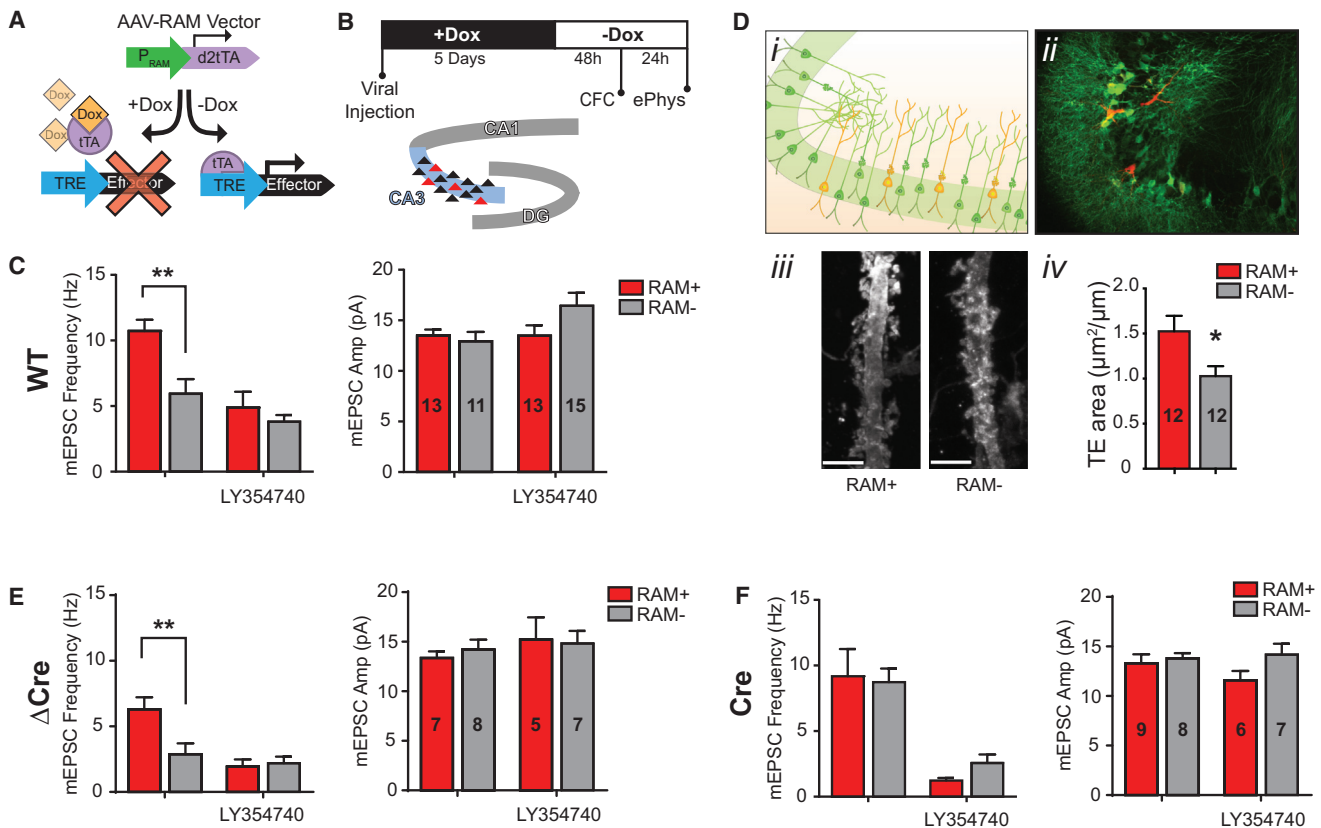 A
AAV-RAM Vector
P RAM
d2tTA
+Dox
-Dox
Dox
Dox
Dox
tTA
TRE
Effector
tTA
TRE
Effector
B
+Dox
-Dox
5 Days
48h
24h
Viral
Injection
CFC
ePhys
CA1
CA3
DG
C
WT
mEPSC Frequency (Hz)
15
10
5
0
**
LY354740
mEPSC Amp (pA)
20
15
10
5
0
13
11
13
15
LY354740
RAM+
RAM-
D
i
ii
iii
RAM+
RAM-
iv
RAM+
RAM-
TE area (µm²/µm)
2.0
1.5
1.0
0.5
0
*
12
12
E
ΔCre
mEPSC Frequency (Hz)
15
10
5
0
**
LY354740
mEPSC Amp (pA)
20
15
10
5
0
7
8
5
7
LY354740
RAM+
RAM-
F
Cre
mEPSC Frequency (Hz)
15
10
5
0
LY354740
mEPSC Amp (pA)
20
15
10
5
0
9
8
6
7
LY354740
RAM+
RAM-